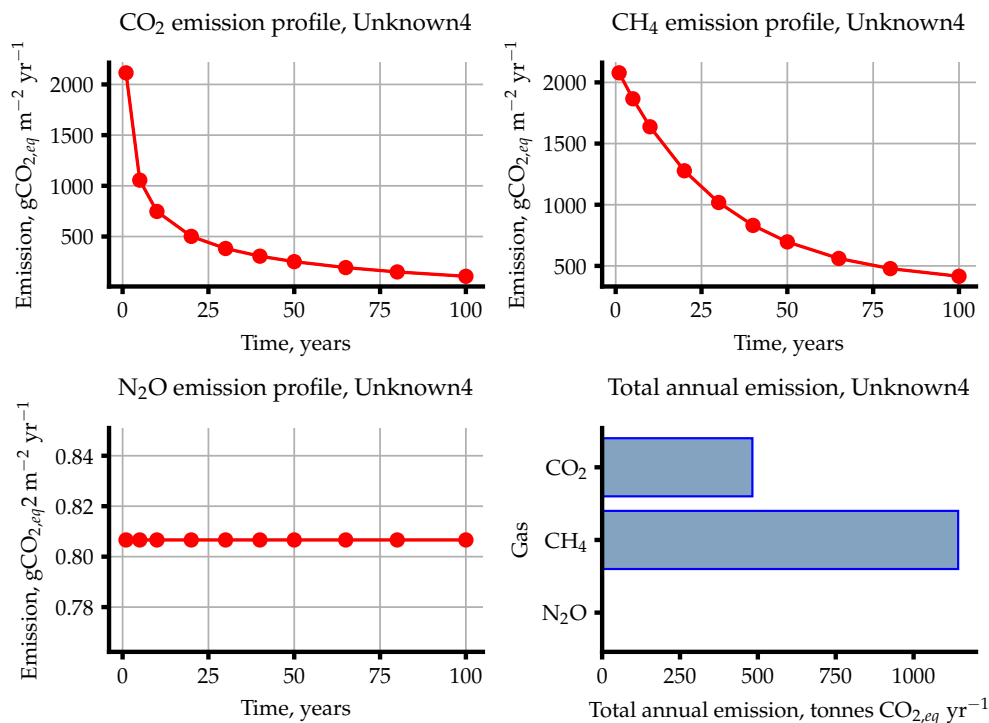 CO₂ emission profile, Unknown4
Emission, gCO₂,eq m⁻² yr⁻¹
2000
1500
1000
500
0 25 50 75 100
Time, years
CH₄ emission profile, Unknown4
Emission, gCO₂,eq m⁻² yr⁻¹
2000
1500
1000
500
0 25 50 75 100
Time, years
N₂O emission profile, Unknown4
Emission, gCO₂,eq2 m⁻² yr⁻¹
0.84
0.82
0.80
0.78
0 25 50 75 100
Time, years
Total annual emission, Unknown4
Gas
CO₂
CH₄
N₂O
0 250 500 750 1000
Total annual emission, tonnes CO₂,eq yr⁻¹